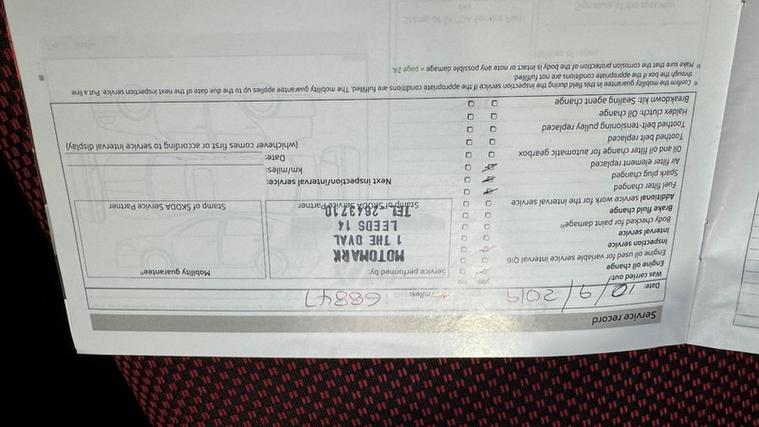 Service record
Date: 10/9/2019 68847
Was carried out: yes no Service performed by: Mobility guarantee
Engine oil change
Engine oil used for variable service interval QI6
Inspection service
Interval service
Body checked for paint damage
Brake fluid change
MOTOMARK
1 THE OVAL
LEEDS 14
TEL- 2643710
Stamp of ŠKODA Service Partner Stamp of ŠKODA Service Partner
Additional service work for the interval service
Fuel filter changed
Spark plug changed
Air filter element replaced
Oil and oil filter change for automatic gearbox
Toothed belt replaced
Toothed belt-tensioning pulley replaced
Haldex clutch: Oil change
Breakdown kit: Sealing agent change
Next inspection/interval service:
km/miles:
Date:
(whichever comes first or according to service interval display)
Confirm the mobility guarantee in this field during the inspection service if the appropriate conditions are fulfilled. The mobility guarantee applies up to the due date of the next inspection service. Put a line
through the box if the appropriate conditions are not fulfilled.
Make sure that the corrosion protection of the body is intact or note any possible damage » page 24.